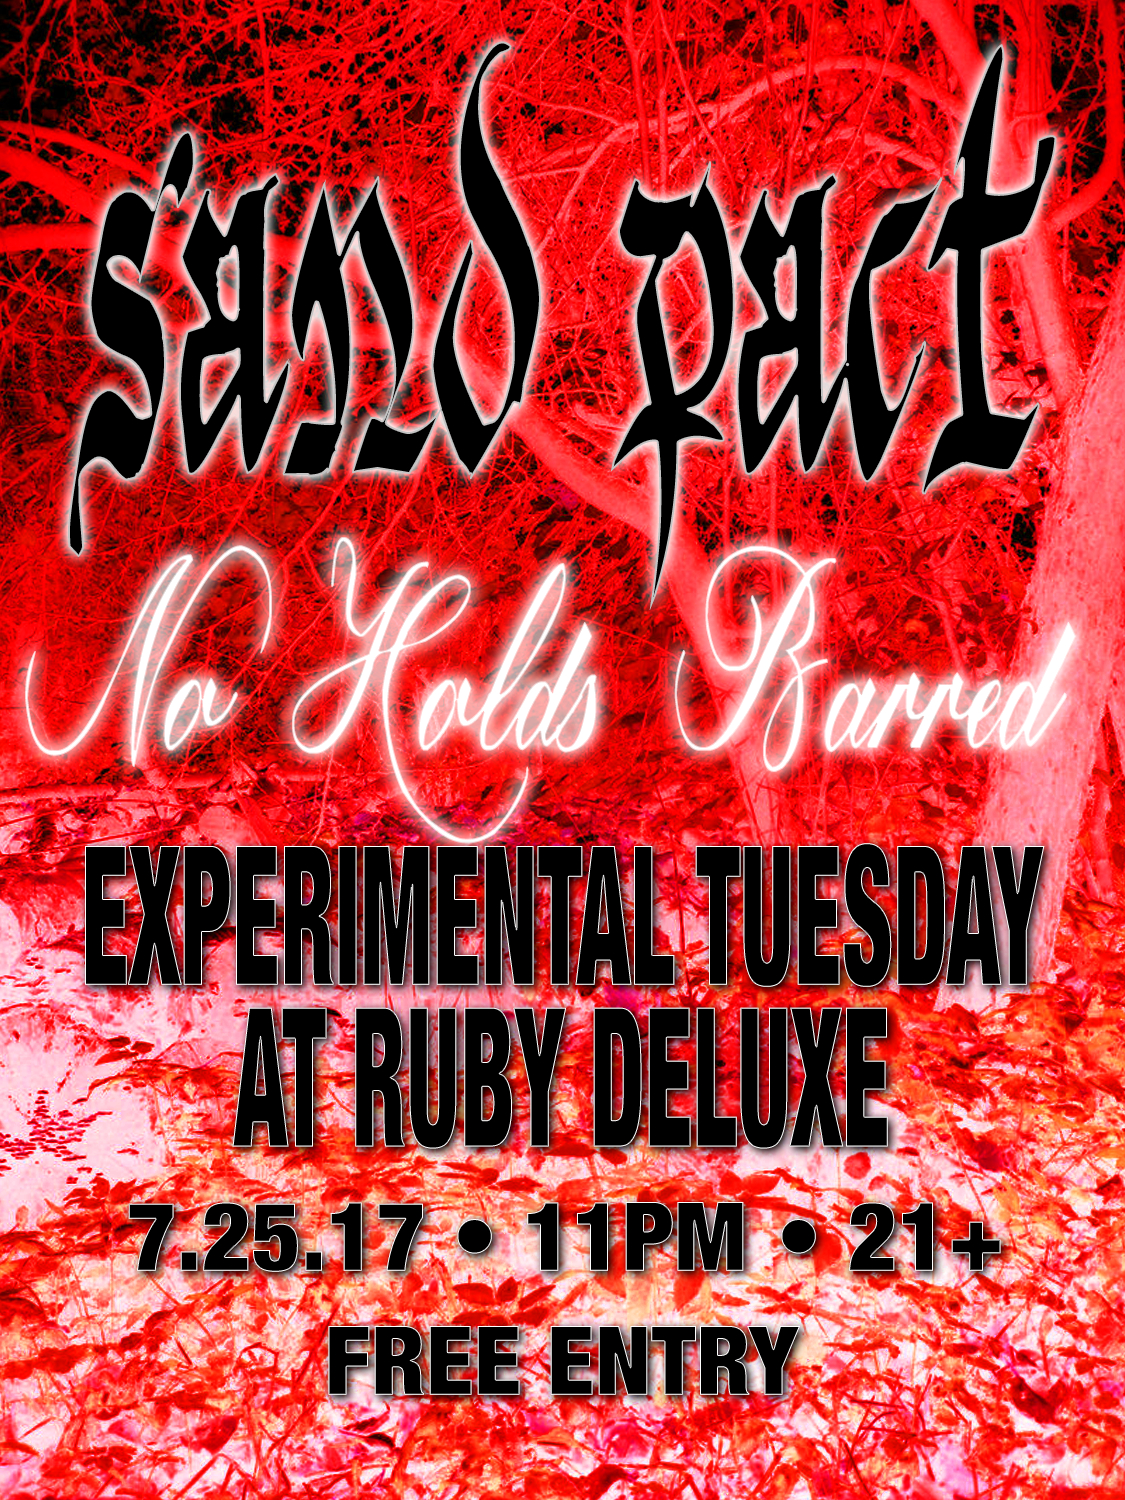 sand pact
No Holds Barred
EXPERIMENTAL TUESDAY
AT RUBY DELUXE
7.25.17 • 11PM • 21+
FREE ENTRY